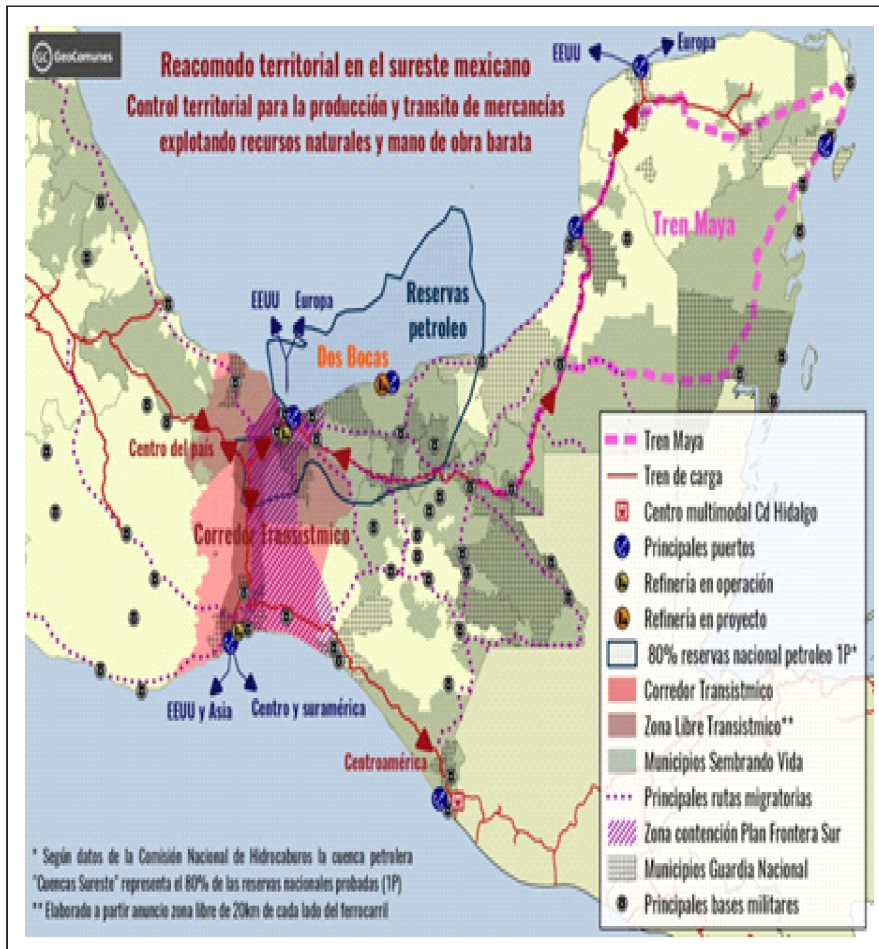 GC GeoComunes
Reacomodo territorial en el sureste mexicano
Control territorial para la producción y transito de mercancías
explotando recursos naturales y mano de obra barata
EEUU
Europa
Tren Maya
EEUU
Europa
Reservas
petroleo
Dos Bocas
Centro del país
Corredor Transístmico
EEUU y Asia
Centro y suramérica
Centroamérica
Tren Maya
Tren de carga
Centro multimodal Cd Hidalgo
Principales puertos
Refinería en operación
Refinería en proyecto
80% reservas nacional petroleo 1P*
Corredor Transístmico
Zona Libre Transístmico**
Municipios Sembrando Vida
Principales rutas migratorias
Zona contención Plan Frontera Sur
Municipios Guardia Nacional
Principales bases militares
* Según datos de la Comisión Nacional de Hidrocaburos la cuenca petrolera
"Cuencas Sureste" representa el 80% de las reservas nacionales probadas (1P)
** Elaborado a partir anuncio zona libre de 20km de cada lado del ferrocarril